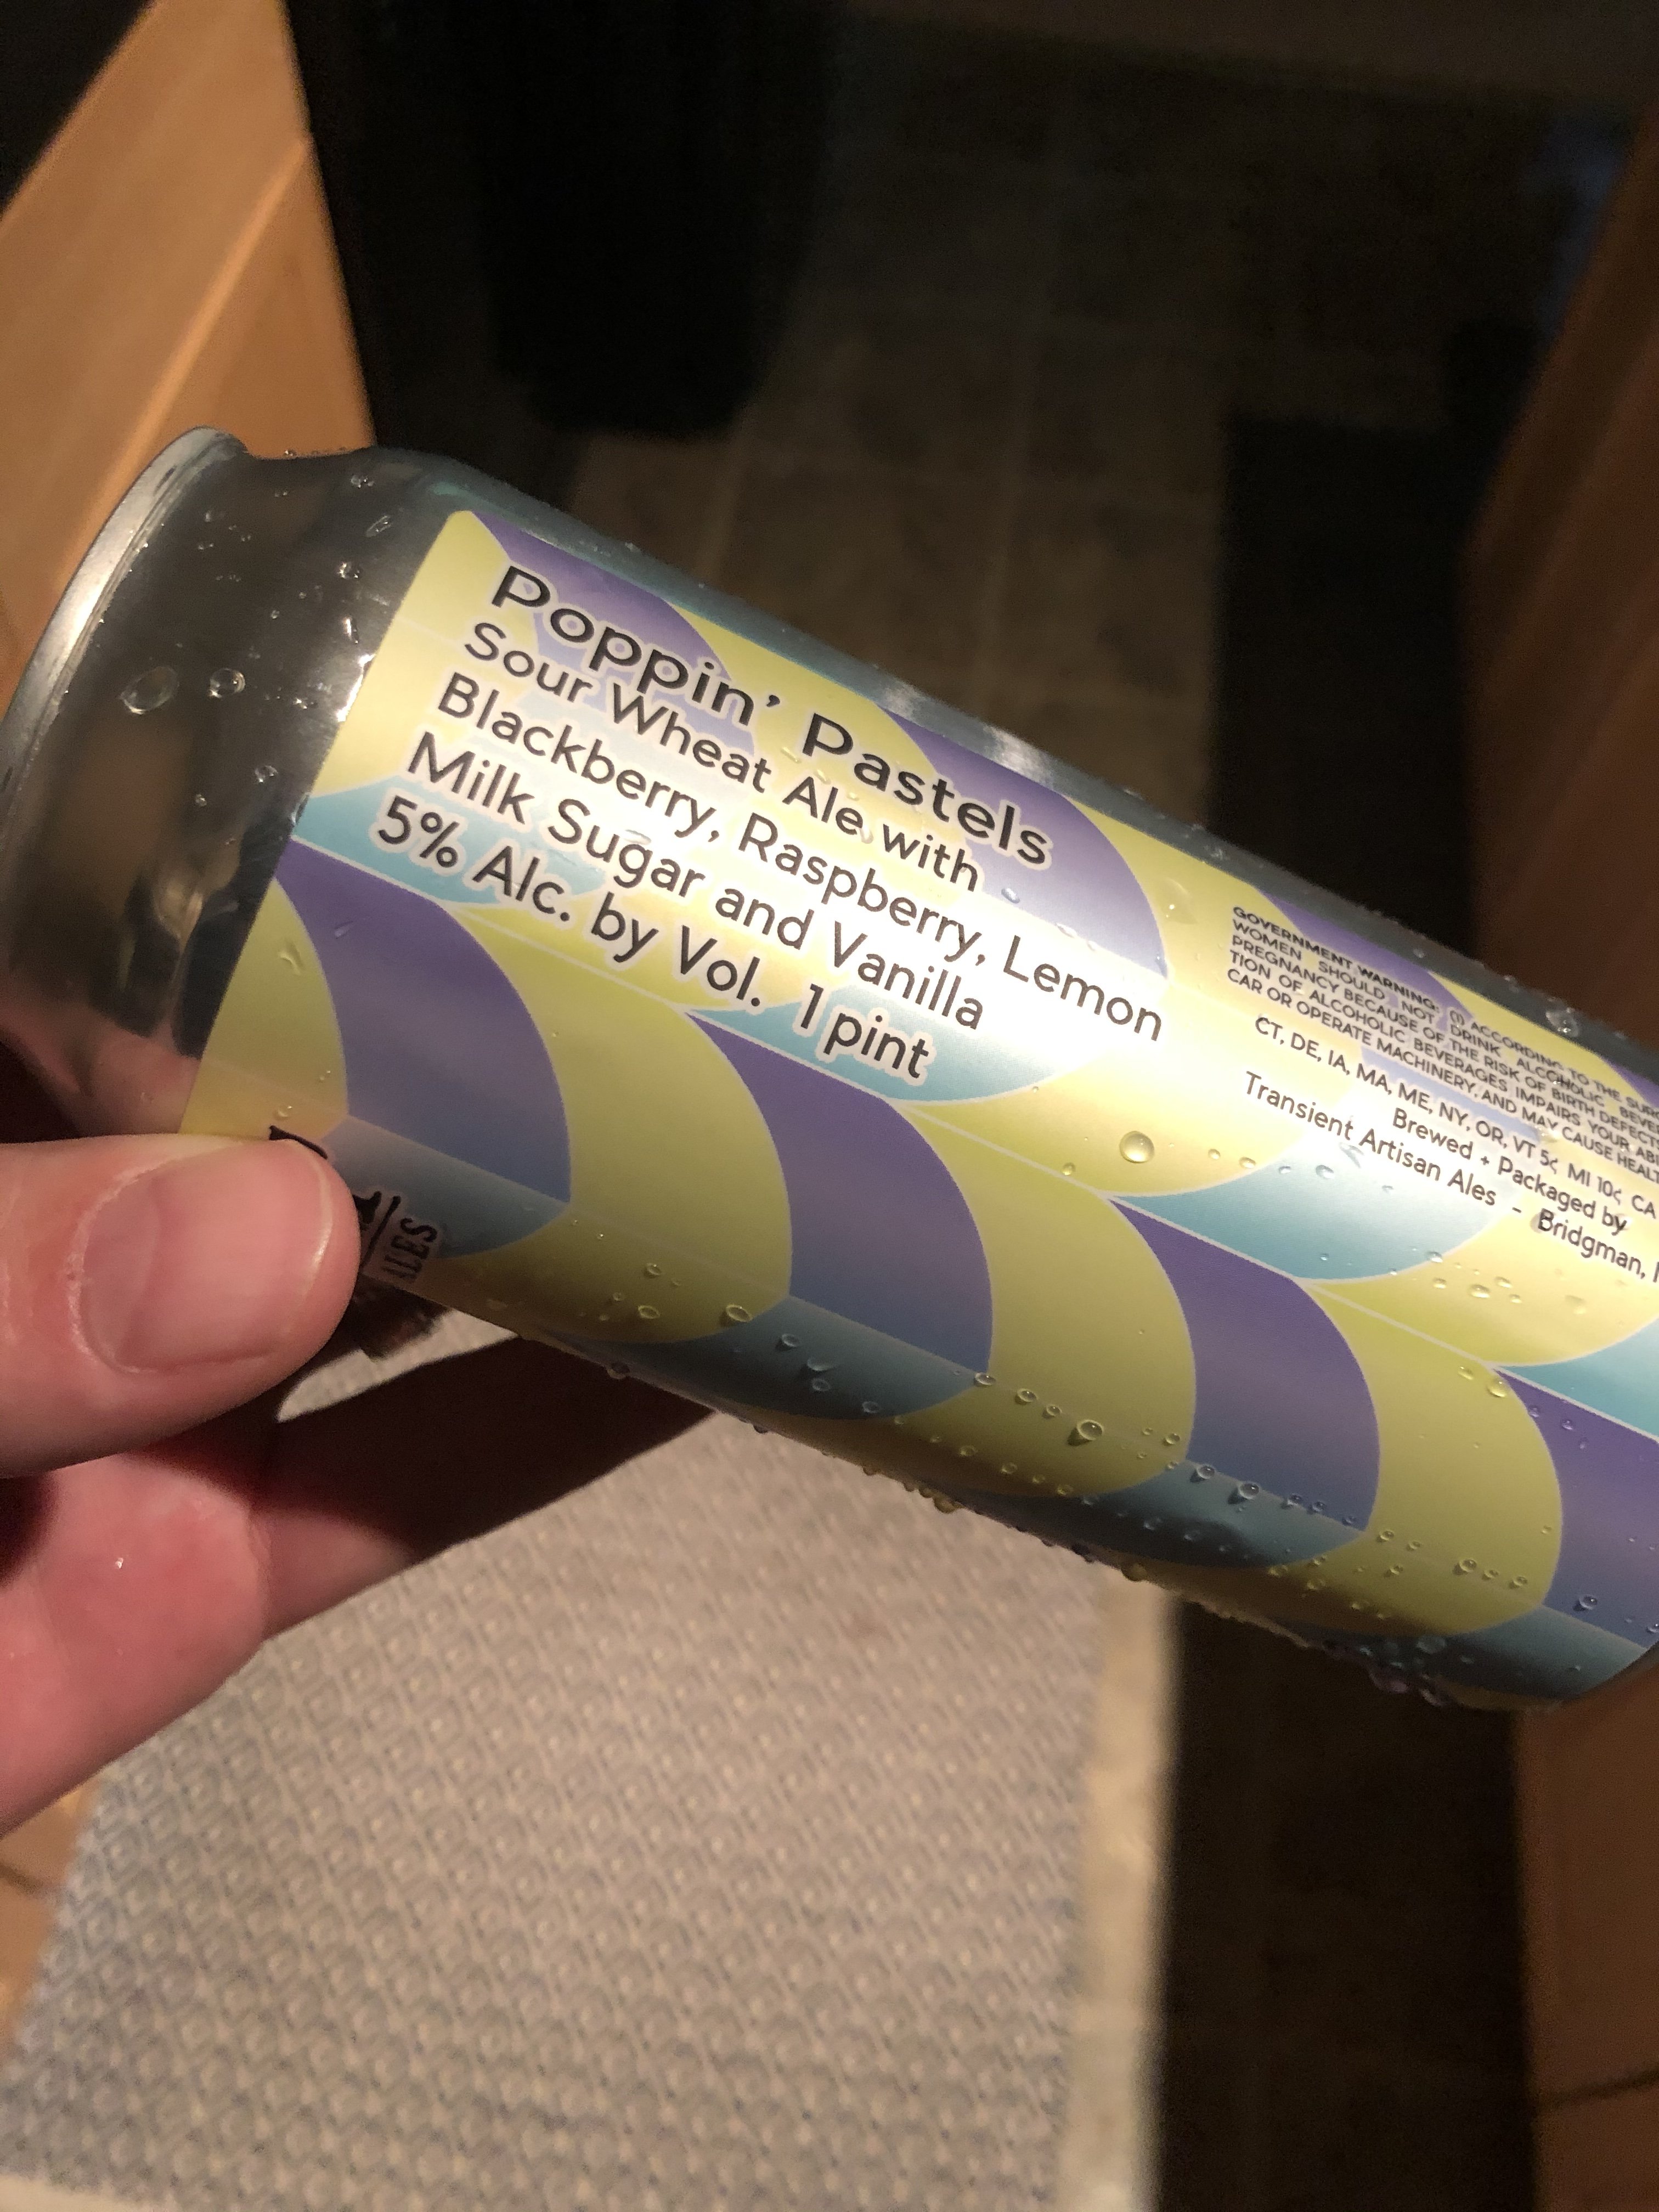 Poppin' Pastels
Sour Wheat Ale with
Blackberry, Raspberry, Lemon
Milk Sugar and Vanilla
5% Alc. by Vol. 1 pint
GOVERNMENT WARNING: (1) ACCORDING TO THE
WOMEN SHOULD NOT DRINK ALCOHOLIC
PREGNANCY BECAUSE OF THE RISK OF BIRTH DEFECTS
TION OF ALCOHOLIC BEVERAGES IMPAIRS YOUR
CAR OR OPERATE MACHINERY, AND MAY CAUSE
CT, DE, IA, MA, ME, NY, OR, VT 5¢ MI 10¢ CA
Brewed + Packaged by
Transient Artisan Ales - Bridgman,
ALES